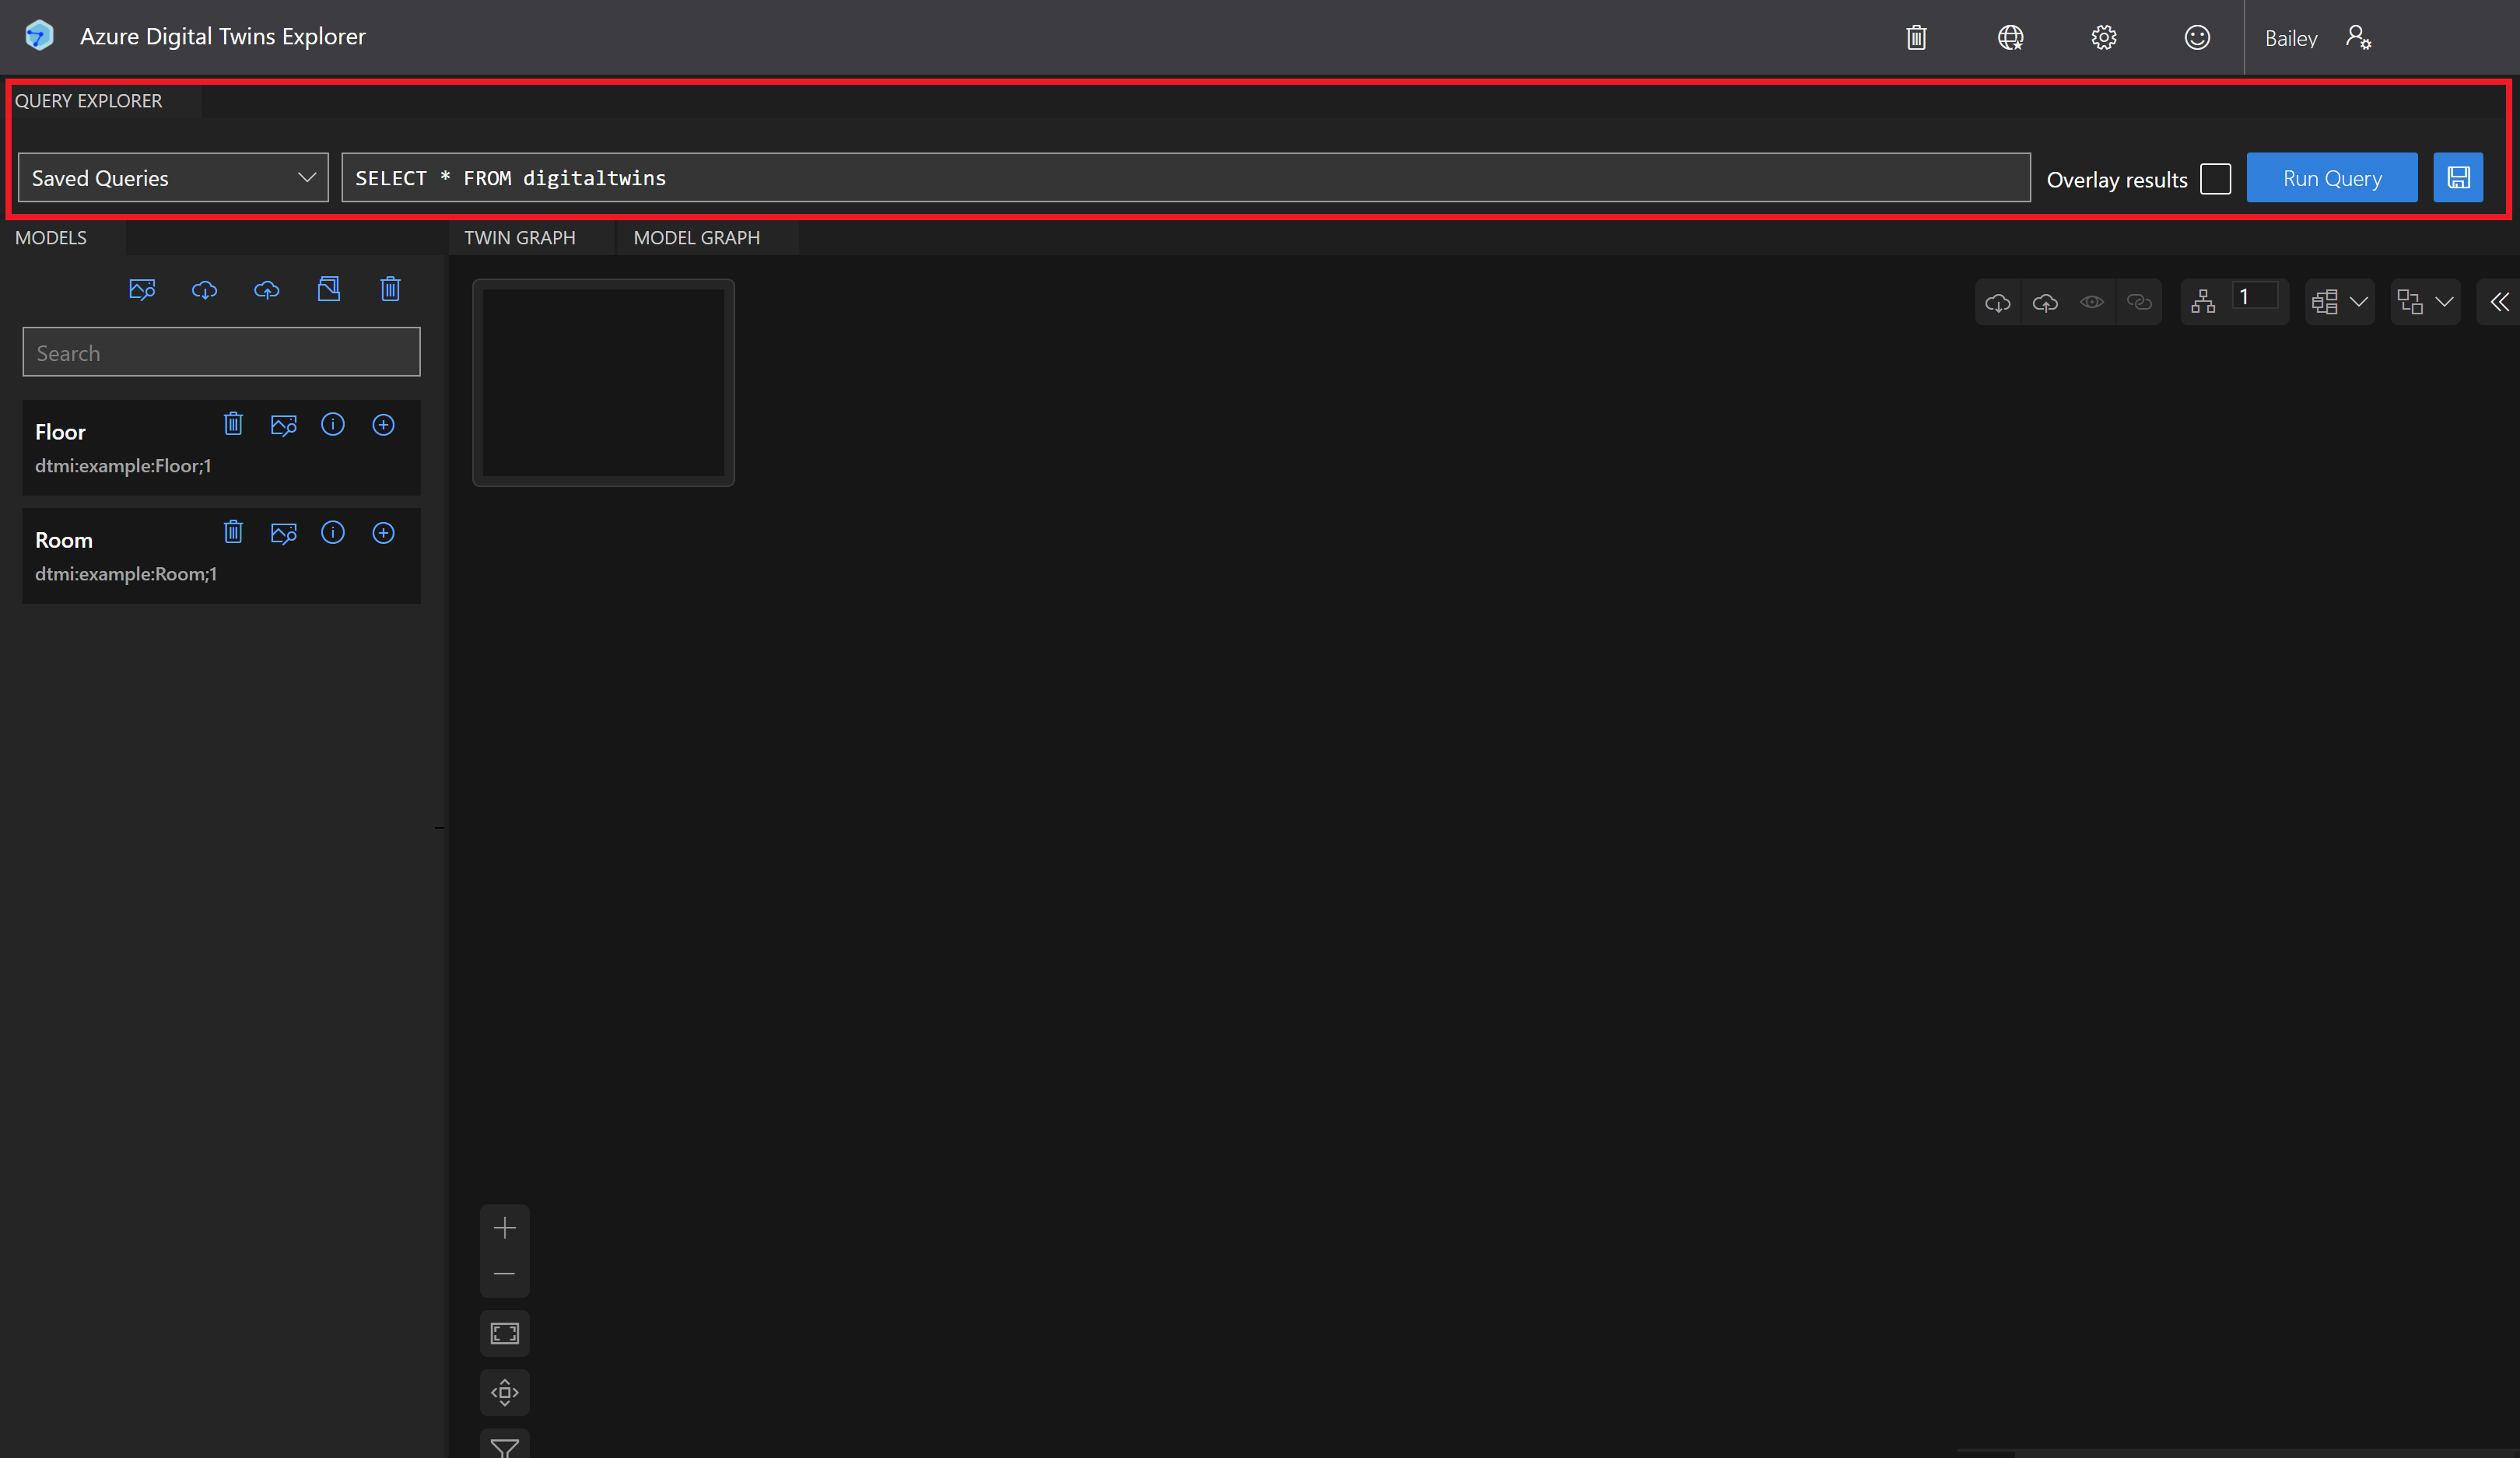 Azure Digital Twins Explorer
Bailey
QUERY EXPLORER
Saved Queries
SELECT * FROM digitaltwins
Overlay results
Run Query
MODELS
TWIN GRAPH
MODEL GRAPH
1
Search
Floor
dtmi:example:Floor;1
Room
dtmi:example:Room;1